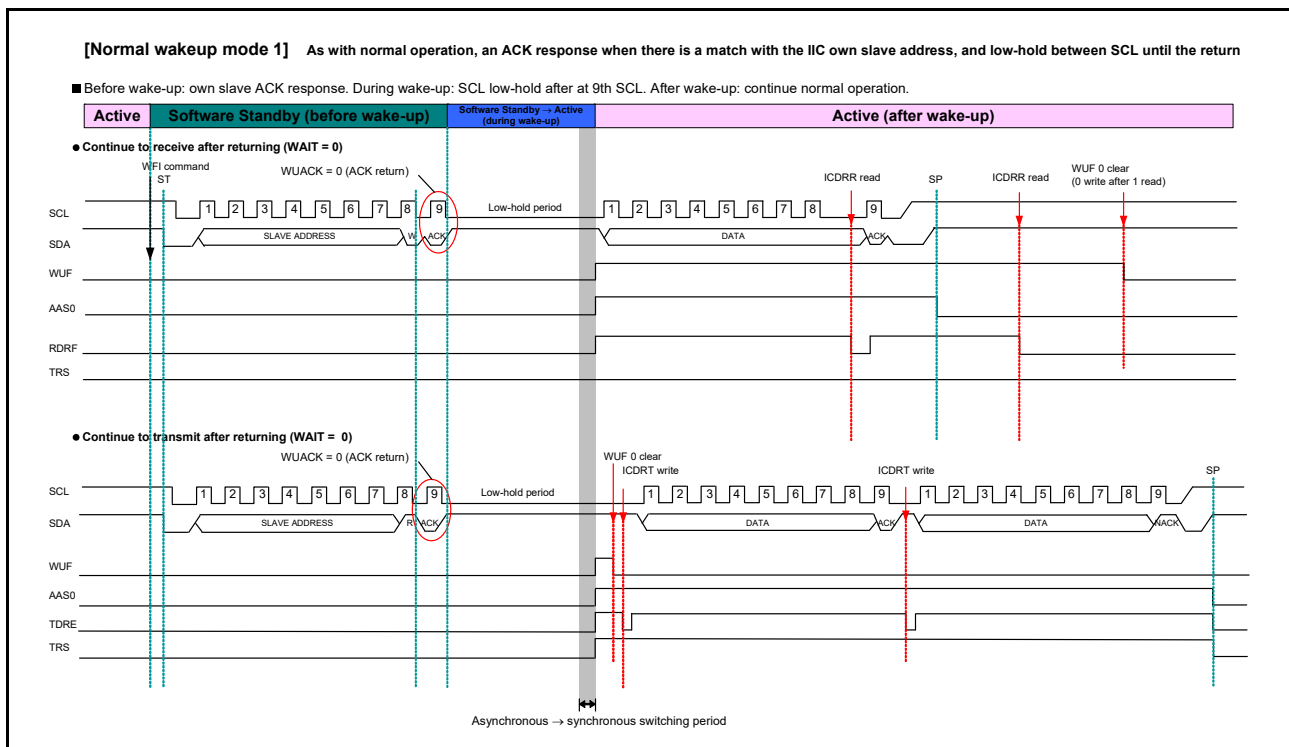 [Normal wakeup mode 1] As with normal operation, an ACK response when there is a match with the IIC own slave address, and low-hold between SCL until the return
■ Before wake-up: own slave ACK response. During wake-up: SCL low-hold after at 9th SCL. After wake-up: continue normal operation.
Active
Software Standby (before wake-up)
Software Standby → Active
(during wake-up)
Active (after wake-up)
● Continue to receive after returning (WAIT = 0)
WFI command
ST
WUACK = 0 (ACK return)
ICDRR read
SP
ICDRR read
WUF 0 clear
(0 write after 1 read)
SCL 1 2 3 4 5 6 7 8 9 Low-hold period 1 2 3 4 5 6 7 8 9
SDA SLAVE ADDRESS W ACK DATA ACK
WUF
AAS0
RDRF
TRS
● Continue to transmit after returning (WAIT = 0)
WUACK = 0 (ACK return)
WUF 0 clear
ICDRT write
ICDRT write
SP
SCL 1 2 3 4 5 6 7 8 9 Low-hold period 1 2 3 4 5 6 7 8 9 1 2 3 4 5 6 7 8 9
SDA SLAVE ADDRESS R ACK DATA ACK DATA NACK
WUF
AAS0
TDRE
TRS
Asynchronous → synchronous switching period